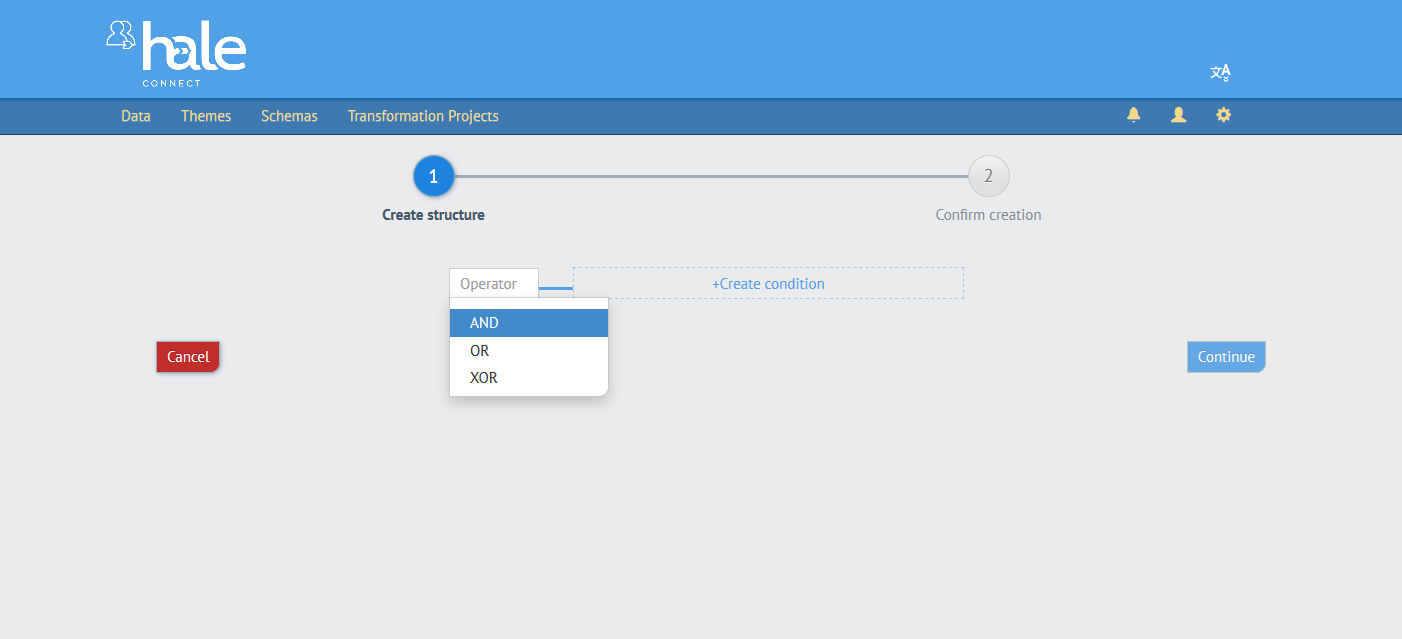 hale
CONNECT
文A
Data Themes Schemas Transformation Projects
1 2
Create structure Confirm creation
Operator +Create condition
AND
OR
XOR
Cancel Continue